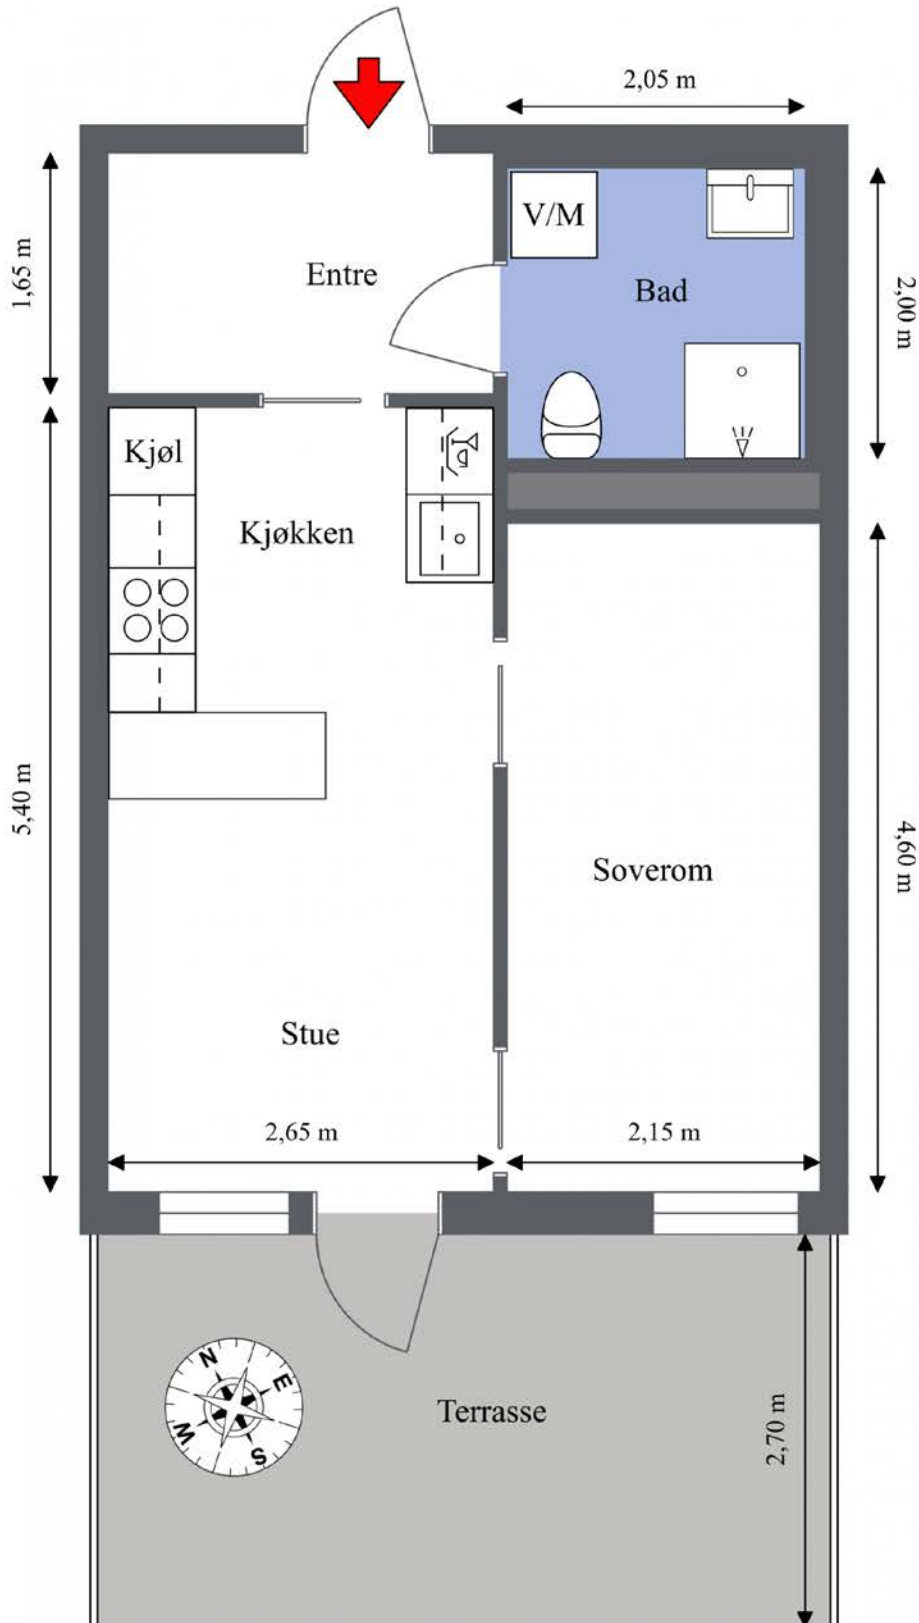 2,05 m
V/M
Entre
Bad
1,65 m
2,00 m
Kjøl
Kjøkken
5,40 m
4,60 m
Soverom
Stue
2,65 m
2,15 m
N
E
W
S
Terrasse
2,70 m